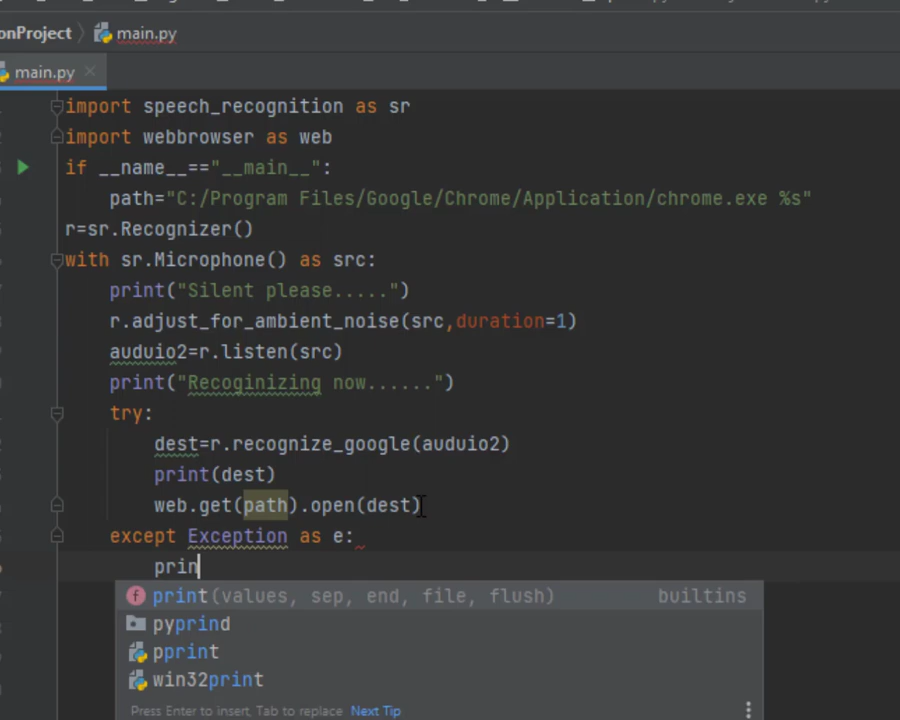 onProject main.py
main.py
import speech_recognition as sr
import webbrowser as web
if __name__=="__main__":
path="C:/Program Files/Google/Chrome/Application/chrome.exe %s"
r=sr.Recognizer()
with sr.Microphone() as src:
print("Silent please.....")
r.adjust_for_ambient_noise(src,duration=1)
auduio2=r.listen(src)
print("Recoginizing now......")
try:
dest=r.recognize_google(auduio2)
print(dest)
web.get(path).open(dest)
except Exception as e:
prin
f print(values, sep, end, file, flush) builtins
pyprind
pprint
win32print
Press Enter to insert, Tab to replace Next Tip